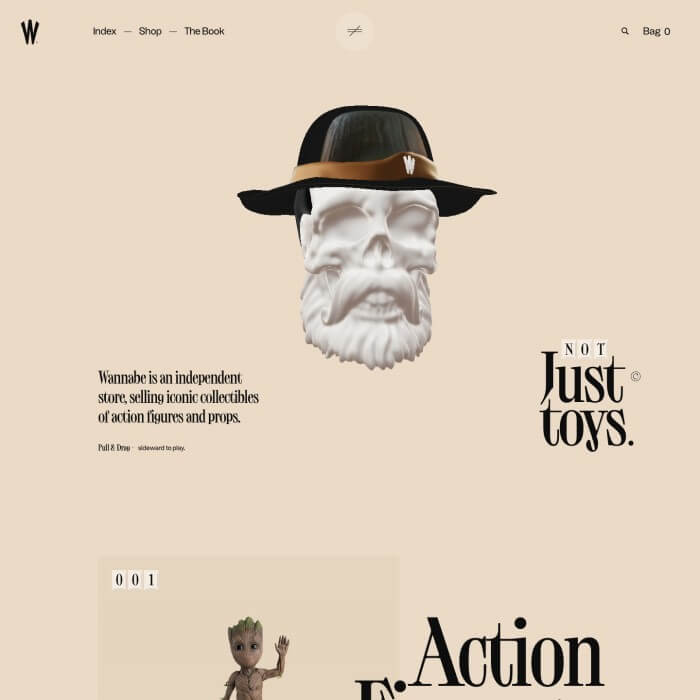 W
Index — Shop — The Book
Bag 0
W
Wannabe is an independent
store, selling iconic collectibles
of action figures and props.
Pull & Drag - sideward to play.
NOT
Just ©
toys.
001
Action